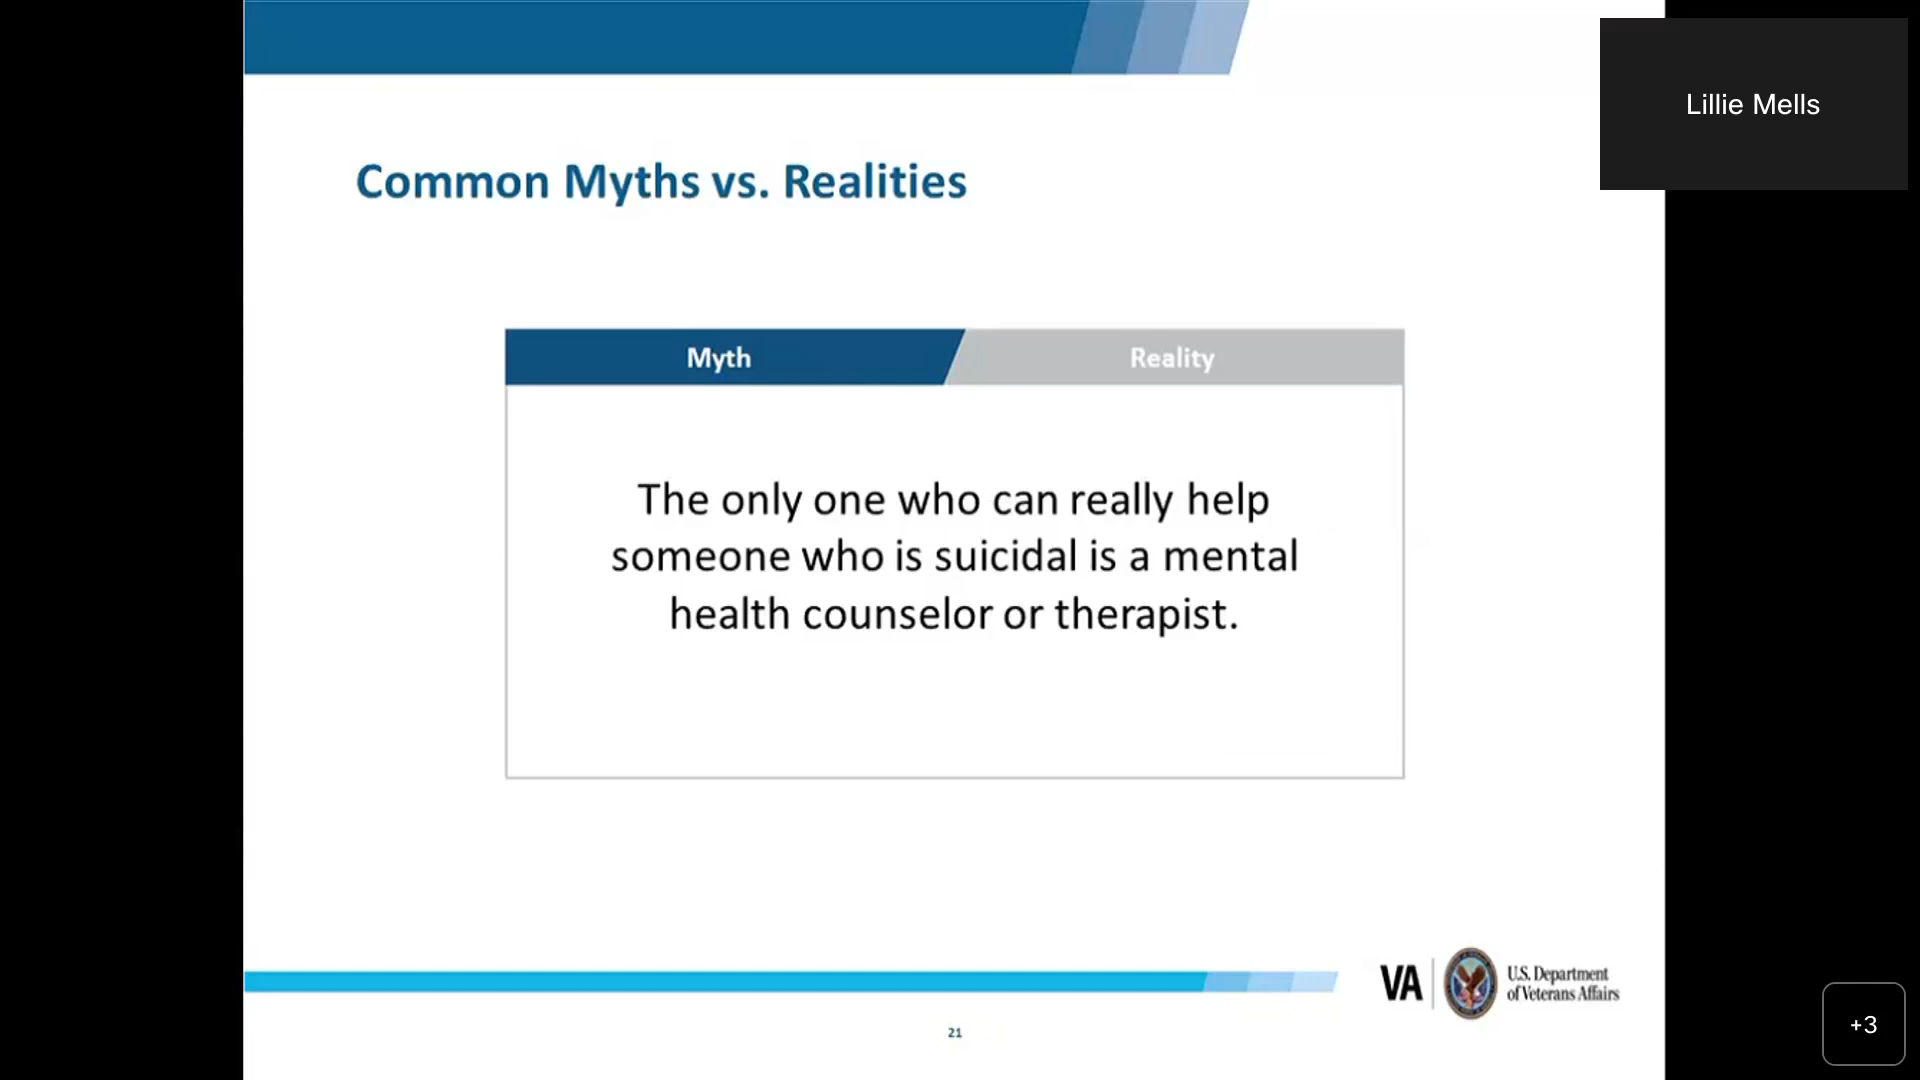 Lillie Mells
Common Myths vs. Realities
Myth
Reality
The only one who can really help
someone who is suicidal is a mental
health counselor or therapist.
VA
U.S. Department
of Veterans Affairs
21
+3